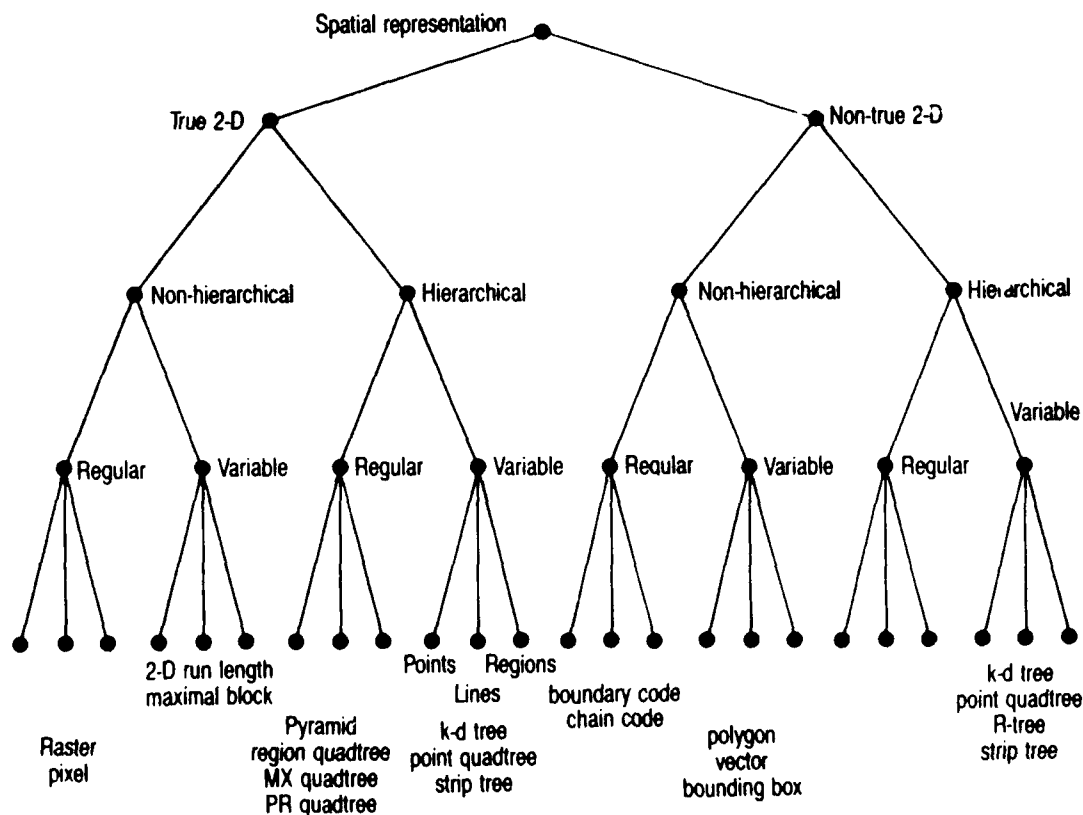 Spatial representation
True 2-D
Non-true 2-D
Non-hierarchical
Hierarchical
Non-hierarchical
Hierarchical
Variable
Regular
Variable
Regular
Variable
Regular
Variable
Regular
2-D run length
maximal block
Points
Regions
Lines
boundary code
chain code
k-d tree
point quadtree
R-tree
strip tree
Raster
pixel
Pyramid
region quadtree
MX quadtree
PR quadtree
k-d tree
point quadtree
strip tree
polygon
vector
bounding box